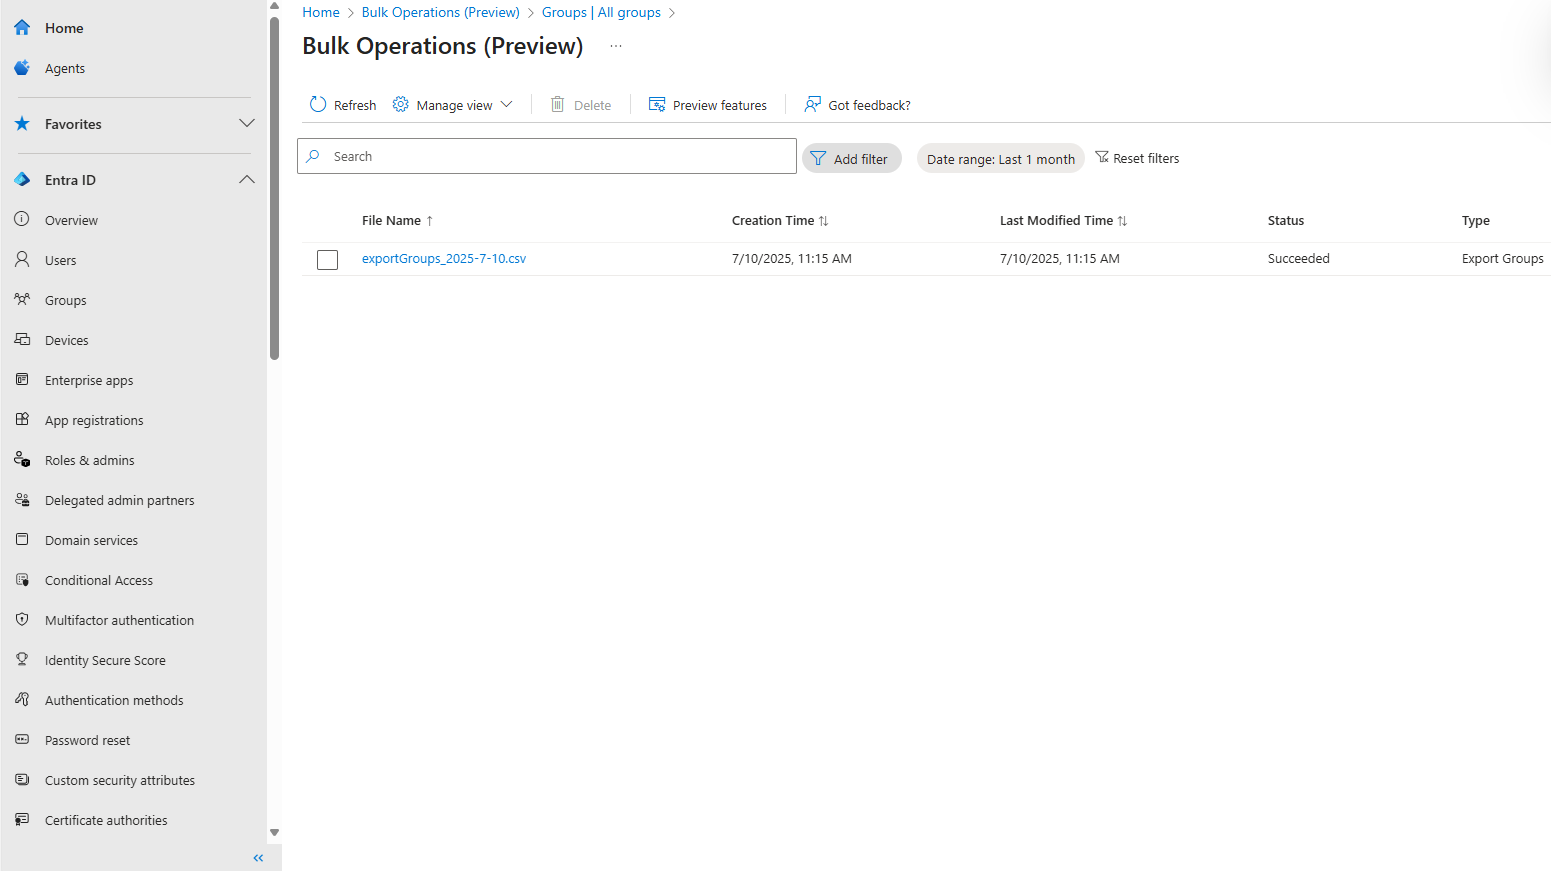 Home
Agents
Favorites
Entra ID
Overview
Users
Groups
Devices
Enterprise apps
App registrations
Roles & admins
Delegated admin partners
Domain services
Conditional Access
Multifactor authentication
Identity Secure Score
Authentication methods
Password reset
Custom security attributes
Certificate authorities
Home > Bulk Operations (Preview) > Groups | All groups >
Bulk Operations (Preview) ...
Refresh Manage view Delete Preview features Got feedback?
Search Add filter Date range: Last 1 month Reset filters
File Name ↑ Creation Time ↑↓ Last Modified Time ↑↓ Status Type
exportGroups_2025-7-10.csv 7/10/2025, 11:15 AM 7/10/2025, 11:15 AM Succeeded Export Groups